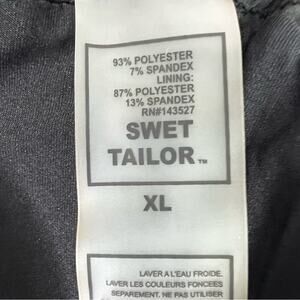 93% POLYESTER
7% SPANDEX
LINING:
87% POLYESTER
13% SPANDEX
RN#143527
SWET
TAILOR™
XL
LAVER A L'EAU FROIDE.
LAVER LES COULEURS FONCEES
SEPAREMENT. NE PAS UTILISER